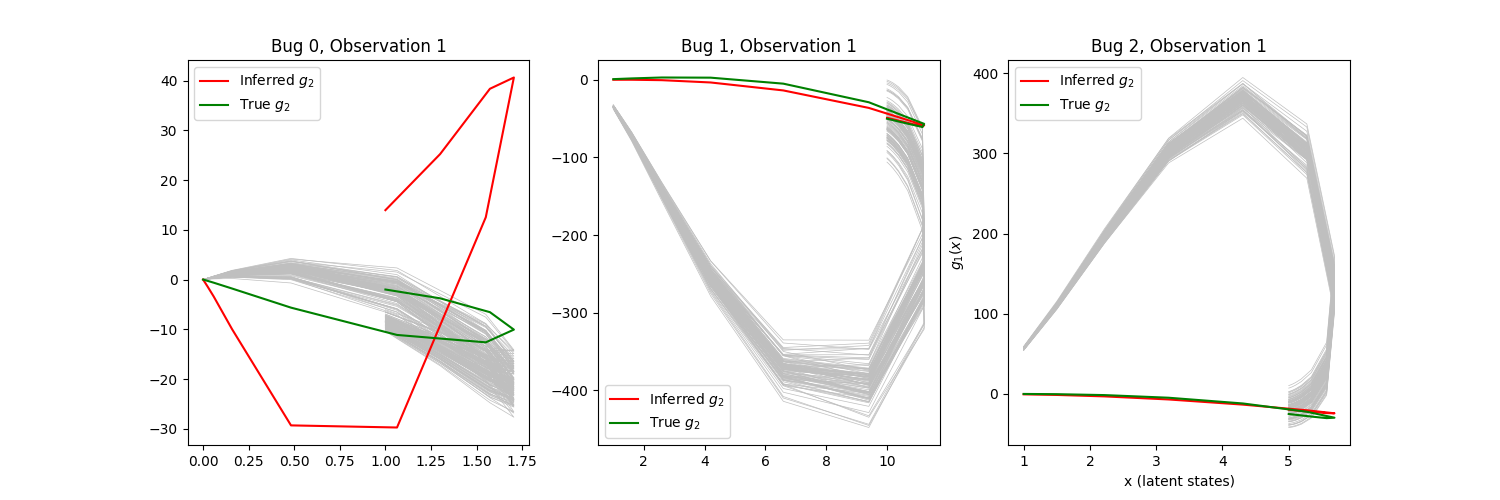 Bug 0, Observation 1
Inferred g₂
True g₂
40
30
20
10
0
−10
−20
−30
0.00 0.25 0.50 0.75 1.00 1.25 1.50 1.75
Bug 1, Observation 1
0
−100
−200
−300
−400
Inferred g₂
True g₂
2 4 6 8 10
Bug 2, Observation 1
Inferred g₂
True g₂
g₁(x)
400
300
200
100
0
1 2 3 4 5
x (latent states)